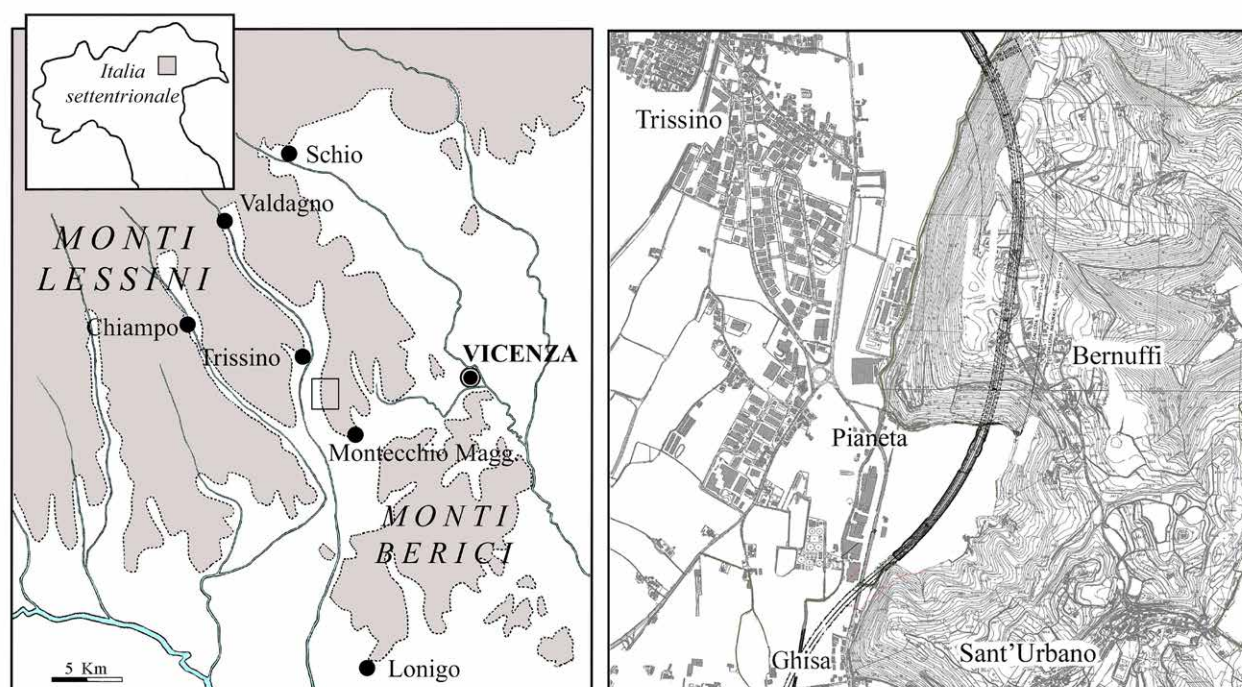 Italia
settentrionale
Schio
Valdagno
MONTI
LESSINI
Chiampo
Trissino
VICENZA
Montecchio Magg.
MONTI
BERICI
5 Km
Lonigo
Trissino
Bernuffi
Pianeta
Ghisa
Sant'Urbano